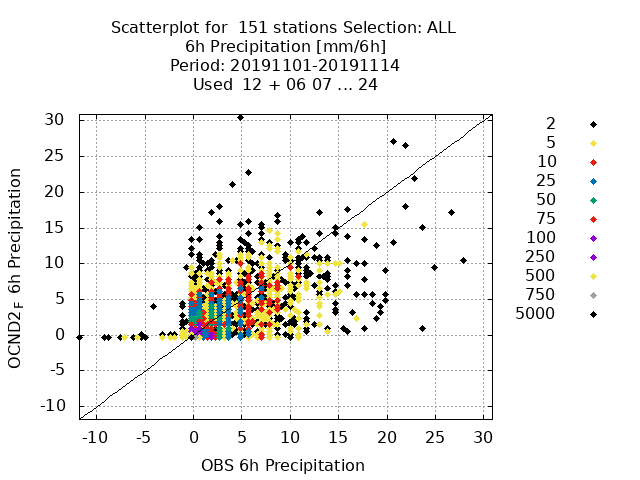 Scatterplot for  151 stations Selection: ALL
6h Precipitation [mm/6h]
Period: 20191101-20191114
Used  12 + 06 07 ... 24
30
25
20
15
10
5
0
-5
-10
OCND2F  6h Precipitation
-10 -5 0 5 10 15 20 25 30
OBS 6h Precipitation
2
5
10
25
50
75
100
250
500
750
5000